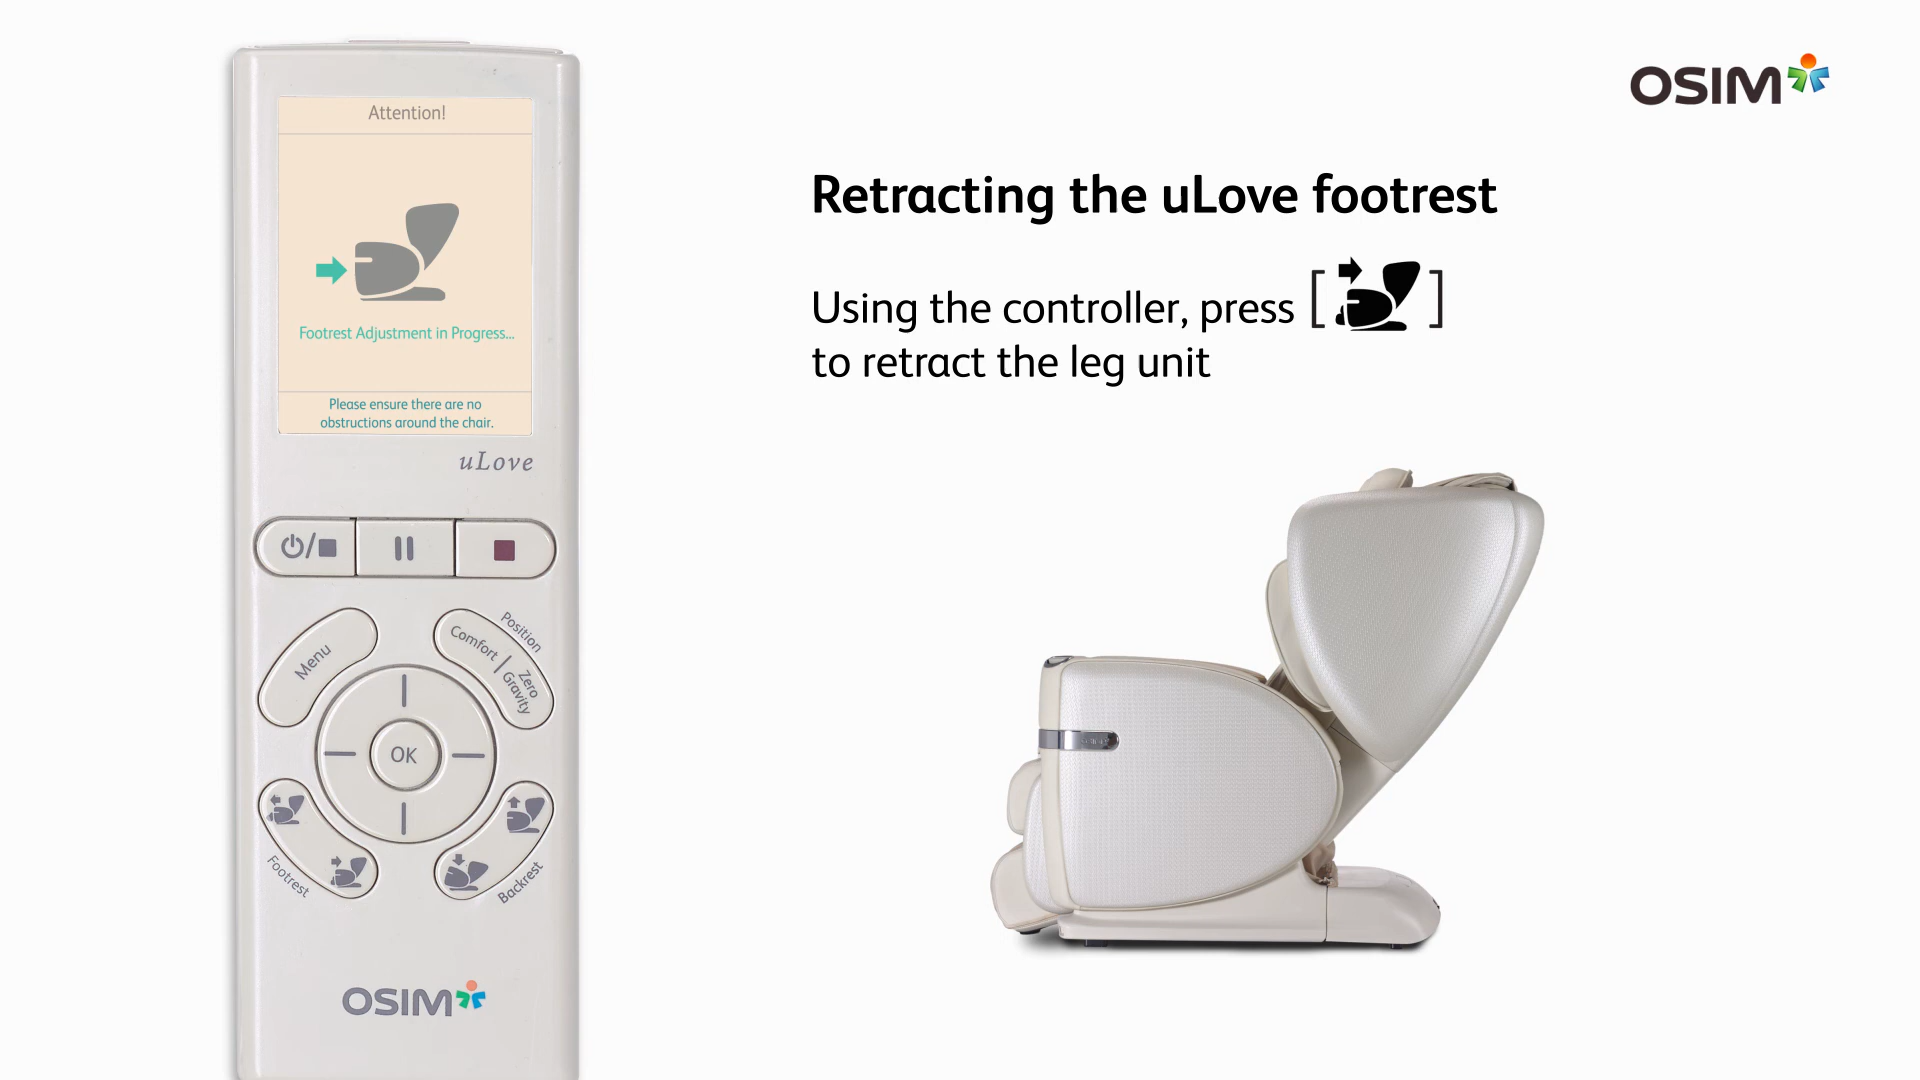 Attention!
Footrest Adjustment in Progress...
Please ensure there are no
obstructions around the chair.
uLove
Menu
Position
Comfort | Zero Gravity
OK
Footrest
Backrest
OSIM
OSIM
Retracting the uLove footrest
Using the controller, press [ ]
to retract the leg unit